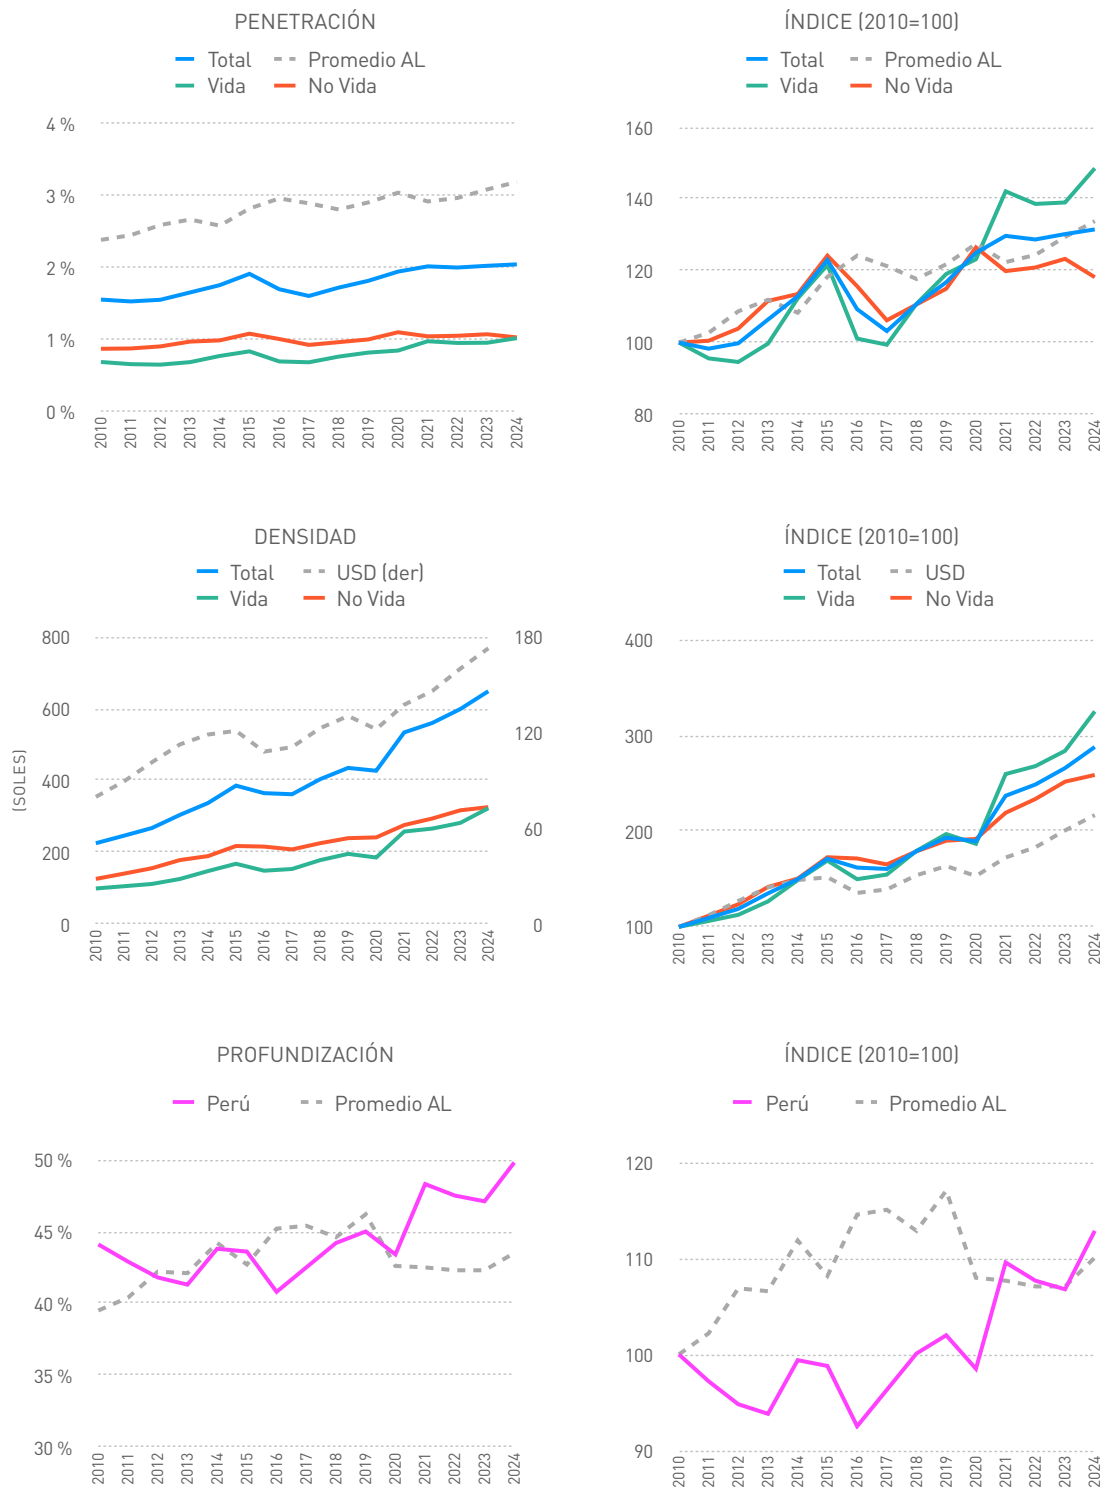 PENETRACIÓN
Total Promedio AL
Vida No Vida
4 %
3 %
2 %
1 %
0 %
2010 2011 2012 2013 2014 2015 2016 2017 2018 2019 2020 2021 2022 2023 2024
ÍNDICE (2010=100)
Total Promedio AL
Vida No Vida
160
140
120
100
80
2010 2011 2012 2013 2014 2015 2016 2017 2018 2019 2020 2021 2022 2023 2024
DENSIDAD
Total USD (der)
Vida No Vida
(SOLES)
800 180
600
120
400
60
200
0 0
2010 2011 2012 2013 2014 2015 2016 2017 2018 2019 2020 2021 2022 2023 2024
ÍNDICE (2010=100)
Total USD
Vida No Vida
400
300
200
100
2010 2011 2012 2013 2014 2015 2016 2017 2018 2019 2020 2021 2022 2023 2024
PROFUNDIZACIÓN
Perú Promedio AL
50 %
45 %
40 %
35 %
30 %
2010 2011 2012 2013 2014 2015 2016 2017 2018 2019 2020 2021 2022 2023 2024
ÍNDICE (2010=100)
Perú Promedio AL
120
110
100
90
2010 2011 2012 2013 2014 2015 2016 2017 2018 2019 2020 2021 2022 2023 2024